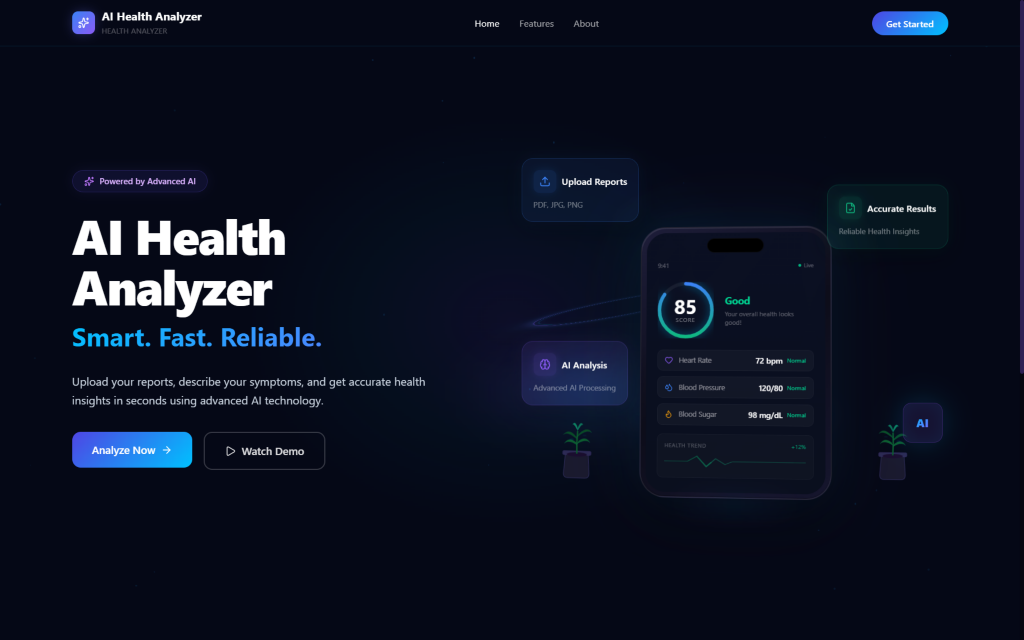 AI Health Analyzer
HEALTH ANALYZER
Home
Features
About
Get Started
Powered by Advanced AI
AI Health
Analyzer
Smart. Fast. Reliable.
Upload your reports, describe your symptoms, and get accurate health
insights in seconds using advanced AI technology.
Analyze Now
Watch Demo
Upload Reports
PDF, JPG, PNG
Accurate Results
Reliable Health Insights
AI Analysis
Advanced AI Processing
9:41
Live
85
SCORE
Good
Your overall health looks
good!
Heart Rate 72 bpm Normal
Blood Pressure 120/80 Normal
Blood Sugar 98 mg/dL Normal
HEALTH TREND +12%
AI